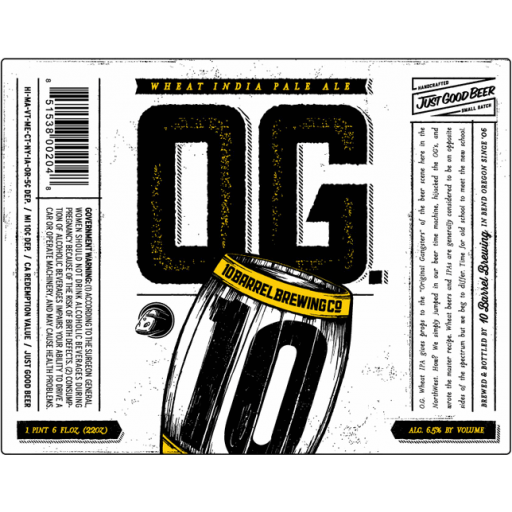 WHEAT INDIA PALE ALE
O.G.
10 BARREL BREWING CO
10
8 51538 00204 8
HI-MA-VT-ME-CT-NY-IA-OR-5¢ DEP. / MI 10¢ DEP. / CA REDEMPTION VALUE / JUST GOOD BEER
GOVERNMENT WARNING: (1) ACCORDING TO THE SURGEON GENERAL,
WOMEN SHOULD NOT DRINK ALCOHOLIC BEVERAGES DURING
PREGNANCY BECAUSE OF THE RISK OF BIRTH DEFECTS. (2) CONSUMP-
TION OF ALCOHOLIC BEVERAGES IMPAIRS YOUR ABILITY TO DRIVE A
CAR OR OPERATE MACHINERY, AND MAY CAUSE HEALTH PROBLEMS.
1 PINT 6 FL.OZ. (22OZ)
HANDCRAFTED
JUST GOOD BEER
SMALL BATCH
O.G. Wheat IPA gives props to the "Original Gangsters" of the beer scene here in the
Northwest. How? We simply jumped in our beer time machine, hijacked the OG's, and
wrote the master recipe. Wheat beers and IPAs are generally considered to be on opposite
sides of the spectrum but we beg to differ. Time for old school to meet the new school.
BREWED & BOTTLED BY 10 Barrel Brewing, IN BEND OREGON SINCE '06
ALC. 6.5% BY VOLUME